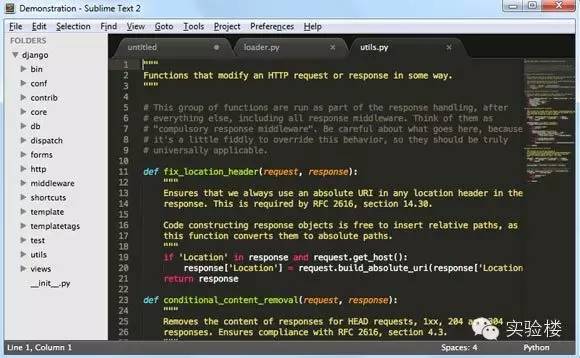 Demonstration - Sublime Text 2
File Edit Selection Find View Goto Tools Project Preferences Help
FOLDERS
django
bin
conf
contrib
core
db
dispatch
forms
http
middleware
shortcuts
template
templatetags
test
utils
views
__init__.py
untitled
loader.py
utils.py
1 """
2 Functions that modify an HTTP request or response in some way.
3 """
4
5 # This group of functions are run as part of the response handling, after
6 # everything else, including all response middleware. Think of them as
7 # "compulsory response middleware". Be careful about what goes here, because
8 # it's a little fiddly to override this behavior, so they should be truly
9 # universally applicable.
10
11 def fix_location_header(request, response):
12 """
13 Ensures that we always use an absolute URI in any location header in the
14 response. This is required by RFC 2616, section 14.30.
15
16 Code constructing response objects is free to insert relative paths, as
17 this function converts them to absolute paths.
18 """
19 if 'Location' in response and request.get_host():
20 response['Location'] = request.build_absolute_uri(response['Location
21 return response
22
23 def conditional_content_removal(request, response):
24 """
25 Removes the content of responses for HEAD requests, 1xx, 204 and 304
26 responses. Ensures compliance with RFC 2616, section 4.3.
Line 1, Column 1
Spaces: 4
Python
实验楼